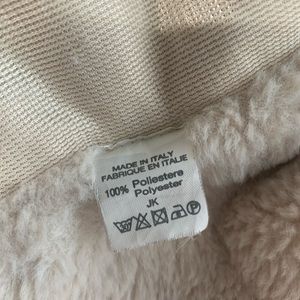 MADE IN ITALY
FABRIQUE EN ITALIE
100% Poliestere
Polyester
JK